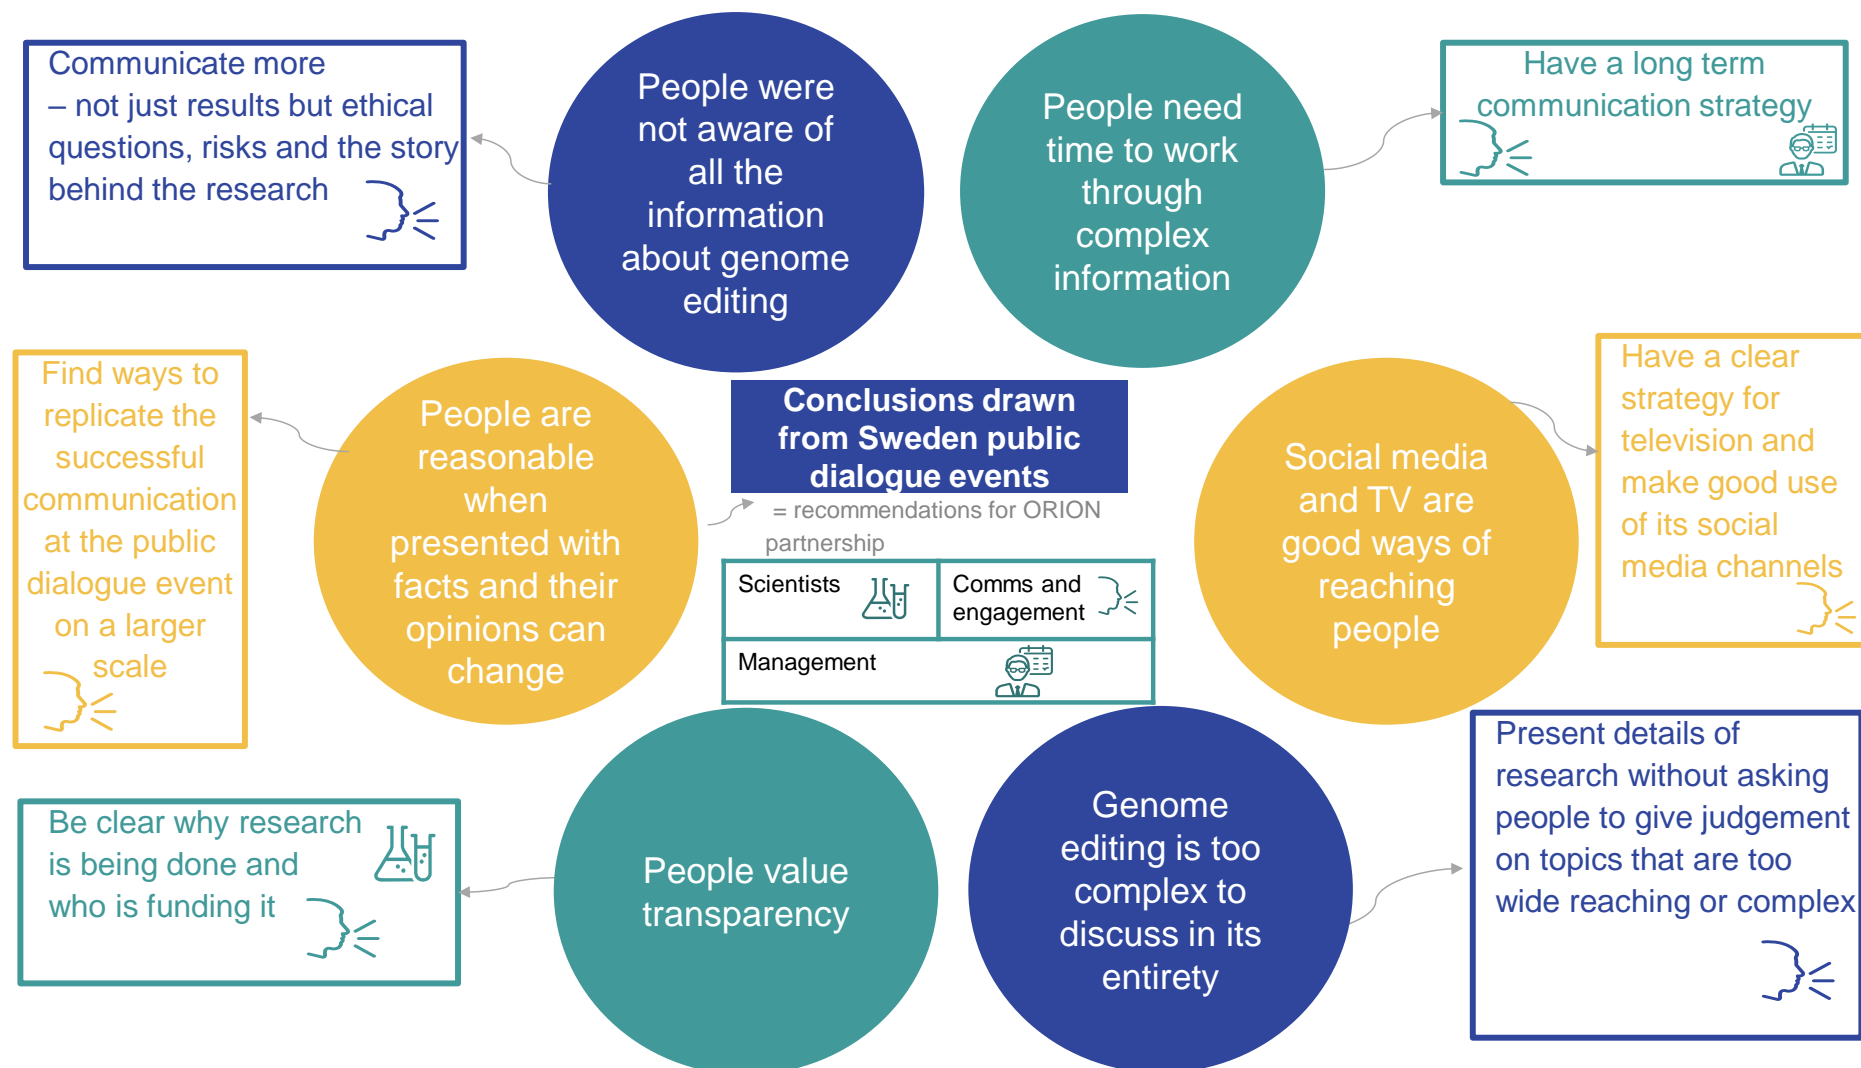 Communicate more
– not just results but ethical
questions, risks and the story
behind the research
People were
not aware of
all the
information
about genome
editing
People need
time to work
through
complex
information
Have a long term
communication strategy
Find ways to
replicate the
successful
communication
at the public
dialogue event
on a larger
scale
People are
reasonable
when
presented with
facts and their
opinions can
change
Conclusions drawn
from Sweden public
dialogue events
= recommendations for ORION
partnership
Scientists
Comms and
engagement
Management
Social media
and TV are
good ways of
reaching
people
Have a clear
strategy for
television and
make good use
of its social
media channels
Be clear why research
is being done and
who is funding it
People value
transparency
Genome
editing is too
complex to
discuss in its
entirety
Present details of
research without asking
people to give judgement
on topics that are too
wide reaching or complex